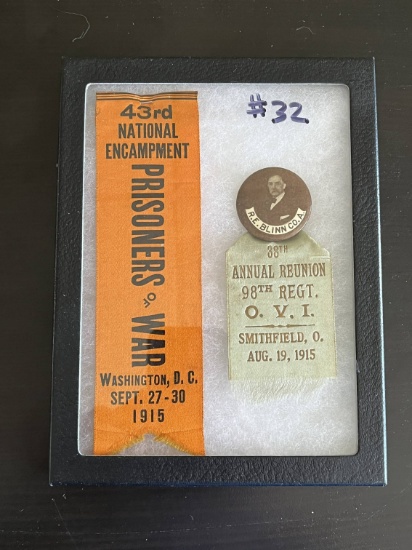 43rd
NATIONAL
ENCAMPMENT
PRISONERS OF WAR
WASHINGTON, D. C.
SEPT. 27-30
1915
#32
R.E. BLINN CO. A.
38TH
ANNUAL REUNION
98TH REGT.
O. V. I.
SMITHFIELD, O.
AUG. 19, 1915